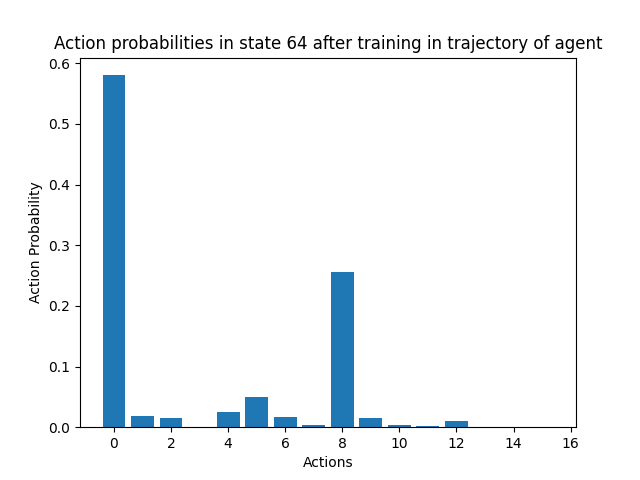 Action probabilities in state 64 after training in trajectory of agent
0.6
0.5
0.4
0.3
0.2
0.1
0.0
Action Probability
0 2 4 6 8 10 12 14 16
Actions